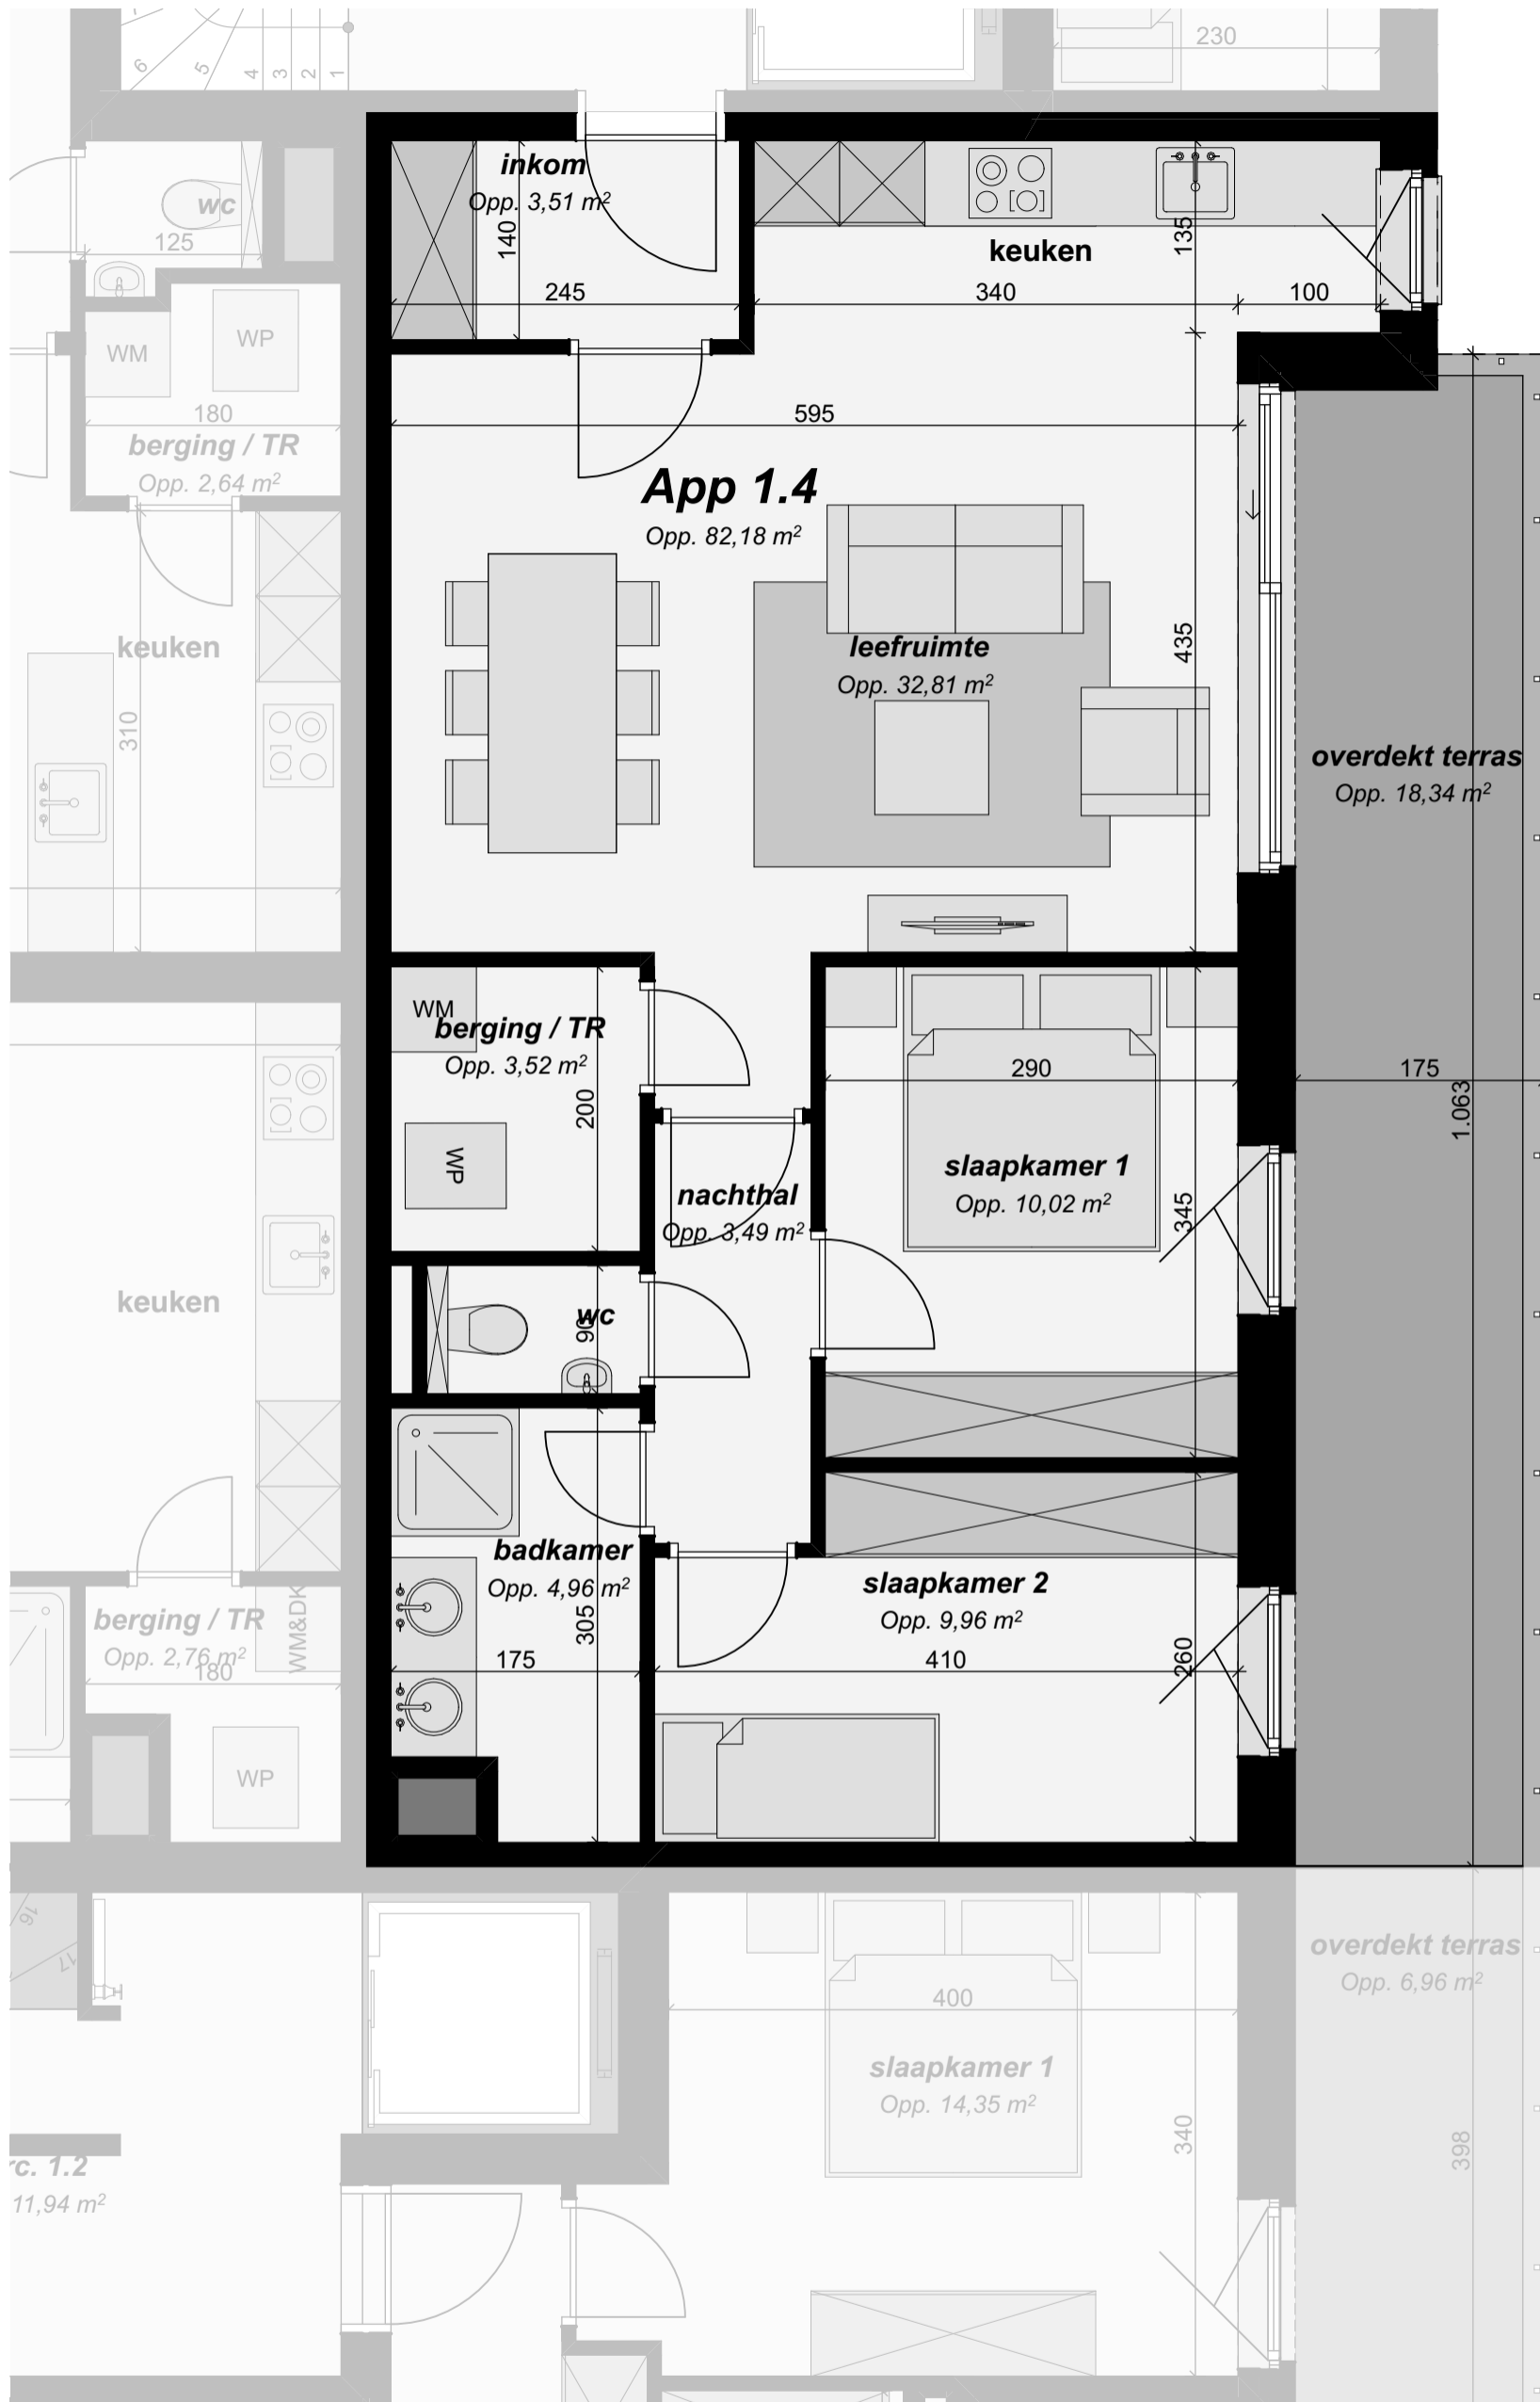 230
6
5
4
3
2
1
inkom
Opp. 3,51 m²
140
245
keuken
135
340
100
wc
125
WM
WP
180
berging / TR
Opp. 2,64 m²
595
App 1.4
Opp. 82,18 m²
keuken
310
leefruimte
Opp. 32,81 m²
435
overdekt terras
Opp. 18,34 m²
WM
berging / TR
Opp. 3,52 m²
200
WP
290
175
1.063
slaapkamer 1
Opp. 10,02 m²
345
nachthal
Opp. 3,49 m²
keuken
wc
90
badkamer
Opp. 4,96 m²
305
175
slaapkamer 2
Opp. 9,96 m²
410
260
berging / TR
Opp. 2,76 m²
180
WM&DK
WP
16
17
overdekt terras
Opp. 6,96 m²
400
slaapkamer 1
Opp. 14,35 m²
340
398
rc. 1.2
11,94 m²